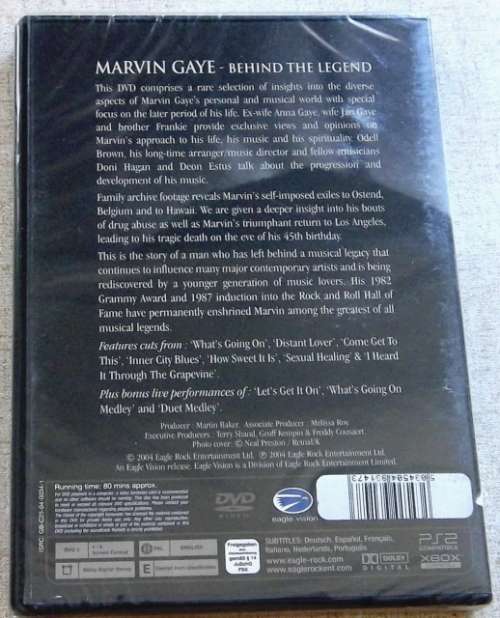 MARVIN GAYE - BEHIND THE LEGEND
This DVD comprises a rare selection of insights into the diverse
aspects of Marvin Gaye's personal and musical world with special
focus on the later period of his life. Ex-wife Anna Gaye, wife Jan Gaye
and brother Frankie provide exclusive views and opinions on
Marvin's approach to his life, his music and his spirituality. Odell
Brown, his long-time arranger/music director and fellow musicians
Doni Hagan and Deon Estus talk about the progression and
development of his music.
Family archive footage reveals Marvin's self-imposed exiles to Ostend,
Belgium and to Hawaii. We are given a deeper insight into his bouts
of drug abuse as well as Marvin's triumphant return to Los Angeles,
leading to his tragic death on the eve of his 45th birthday.
This is the story of a man who has left behind a musical legacy that
continues to influence many major contemporary artists and is being
rediscovered by a younger generation of music lovers. His 1982
Grammy Award and 1987 induction into the Rock and Roll Hall of
Fame have permanently enshrined Marvin among the greatest of all
musical legends.
Features cuts from : 'What's Going On', 'Distant Lover', 'Come Get To
This', 'Inner City Blues', 'How Sweet It Is', 'Sexual Healing' & 'I Heard
It Through The Grapevine'.
Plus bonus live performances of : 'Let's Get It On', 'What's Going On
Medley' and 'Duet Medley'.
Producer : Martin Baker. Associate Producer : Melissa Roy
Executive Producers : Terry Shand, Geoff Kempin & Freddy Cousaert
Photo cover: © Neal Preston / Retna
© 2004 Eagle Rock Entertainment Ltd. ℗ 2004 Eagle Rock Entertainment Ltd.
An Eagle Vision release. Eagle Vision is a Division of Eagle Rock Entertainment Limited.
Running time: 80 mins approx.
DVD
VIDEO
eagle vision
5 034504 931473
PAL
ENGLISH
E
Freigegeben
gemäß § 14
JuSchG
FSK
SUBTITLES: Deutsch, Español, Français,
Italiano, Nederlands, Português
www.eagle-rock.com
www.eaglerockent.com
DOLBY
DIGITAL
PS2
COMPATIBLE
XBOX